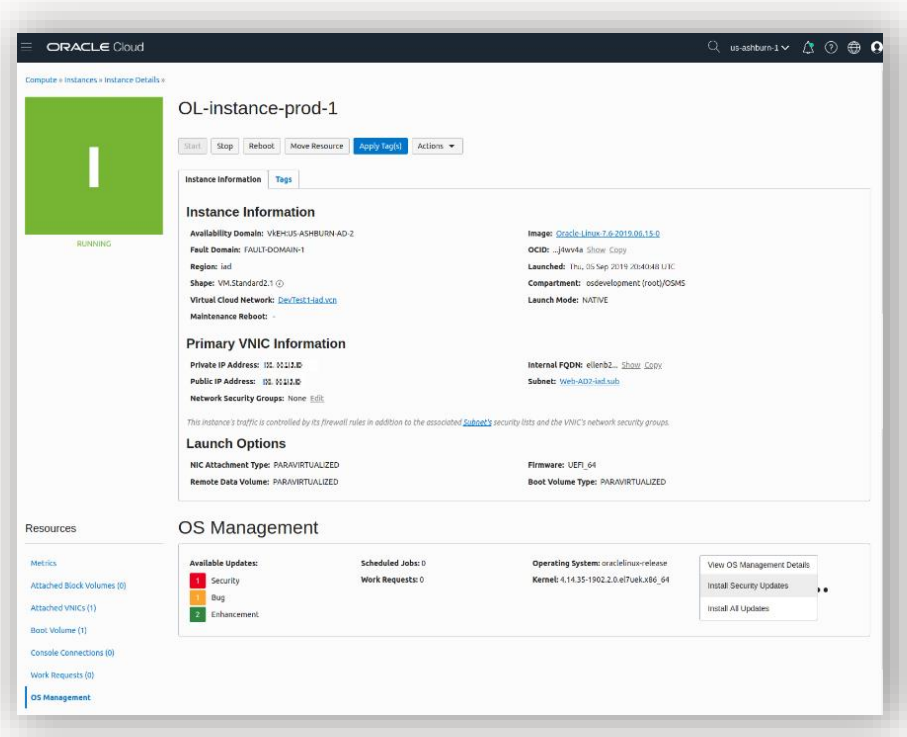 ORACLE Cloud
us-ashburn-1
Compute » Instances » Instance Details »
I
RUNNING
OL-instance-prod-1
Start Stop Reboot Move Resource Apply Tag(s) Actions
Instance Information Tags
Instance Information
Availability Domain: VkEH:US-ASHBURN-AD-2
Fault Domain: FAULT-DOMAIN-1
Region: iad
Shape: VM.Standard2.1
Virtual Cloud Network: DevTest1-iad.vcn
Maintenance Reboot: -
Image: Oracle-Linux-7.6-2019.06.15-0
OCID: ...j4wv4a Show Copy
Launched: Thu, 05 Sep 2019 20:40:48 UTC
Compartment: osdevelopment (root)/OSMS
Launch Mode: NATIVE
Primary VNIC Information
Private IP Address:
Public IP Address:
Network Security Groups: None Edit
Internal FQDN: ellenb2... Show Copy
Subnet: Web-AD2-iad.sub
This instance's traffic is controlled by its firewall rules in addition to the associated Subnet's security lists and the VNIC's network security groups.
Launch Options
NIC Attachment Type: PARAVIRTUALIZED
Remote Data Volume: PARAVIRTUALIZED
Firmware: UEFI_64
Boot Volume Type: PARAVIRTUALIZED
Resources
Metrics
Attached Block Volumes (0)
Attached VNICs (1)
Boot Volume (1)
Console Connections (0)
Work Requests (0)
OS Management
OS Management
Available Updates:
1 Security
1 Bug
2 Enhancement
Scheduled Jobs: 0
Work Requests: 0
Operating System: oraclelinux-release
Kernel: 4.14.35-1902.2.0.el7uek.x86_64
View OS Management Details
Install Security Updates
Install All Updates